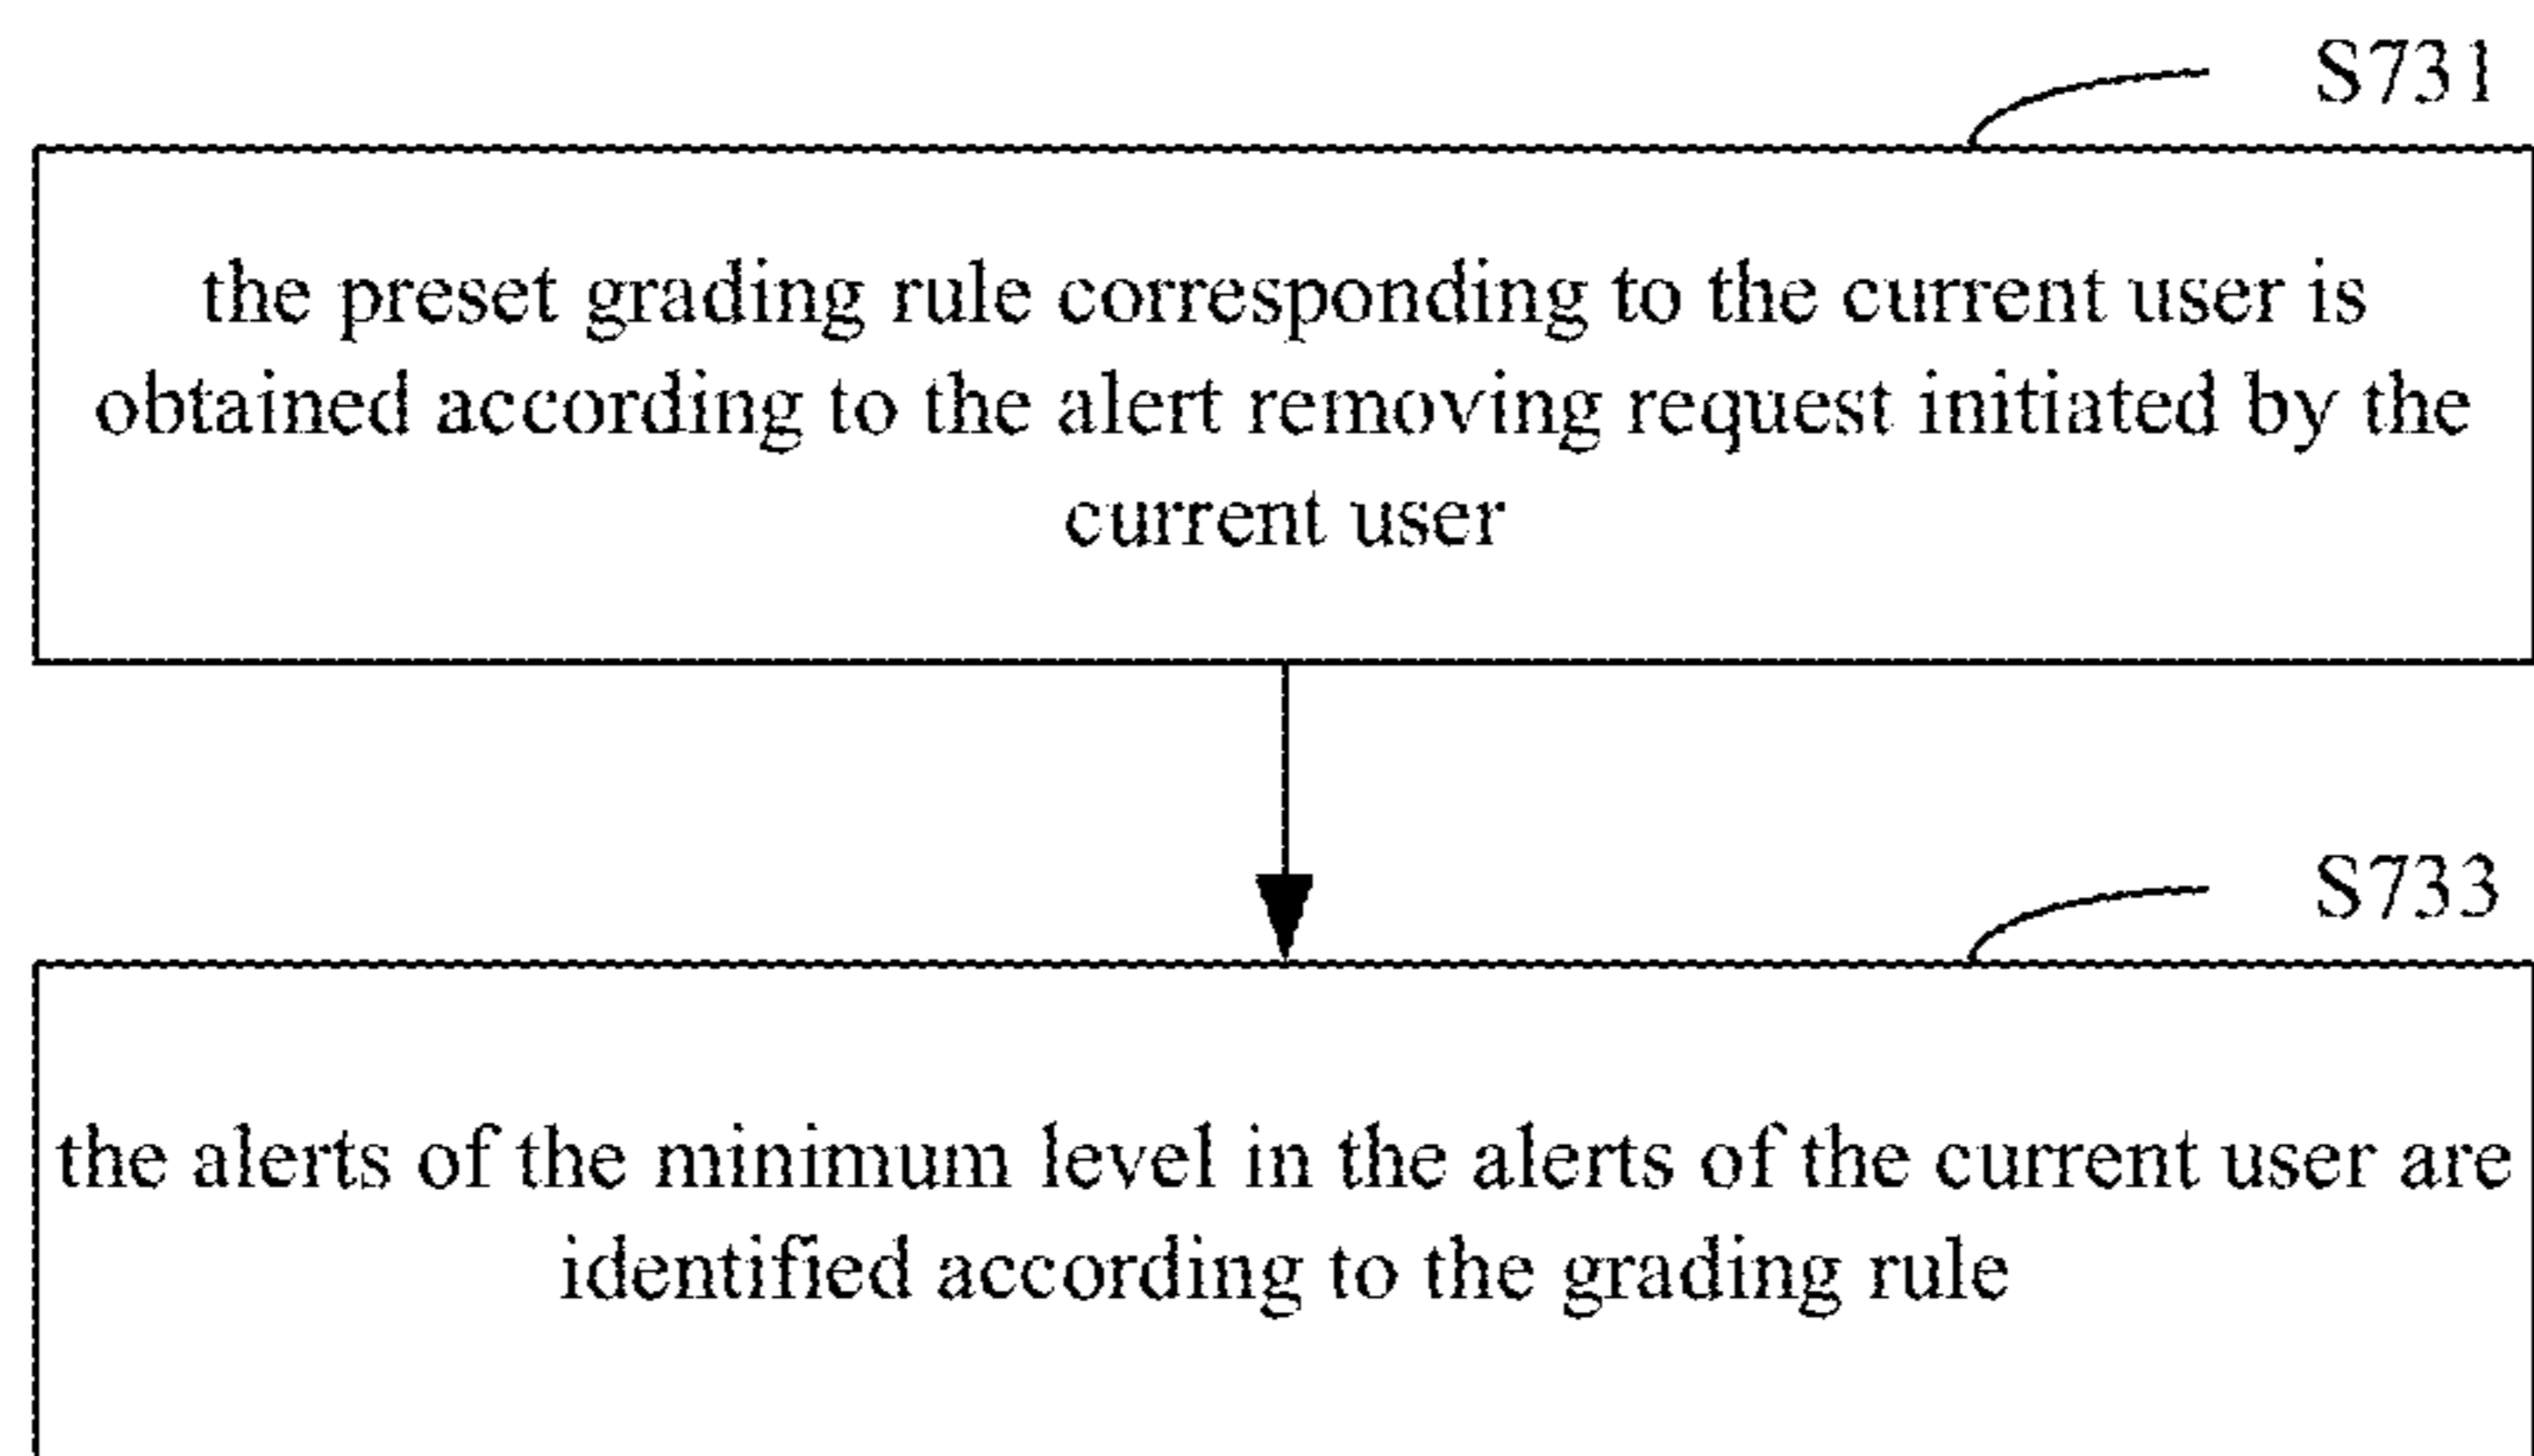 S731
the preset grading rule corresponding to the current user is
obtained according to the alert removing request initiated by the
current user
S733
the alerts of the minimum level in the alerts of the current user are
identified according to the grading rule